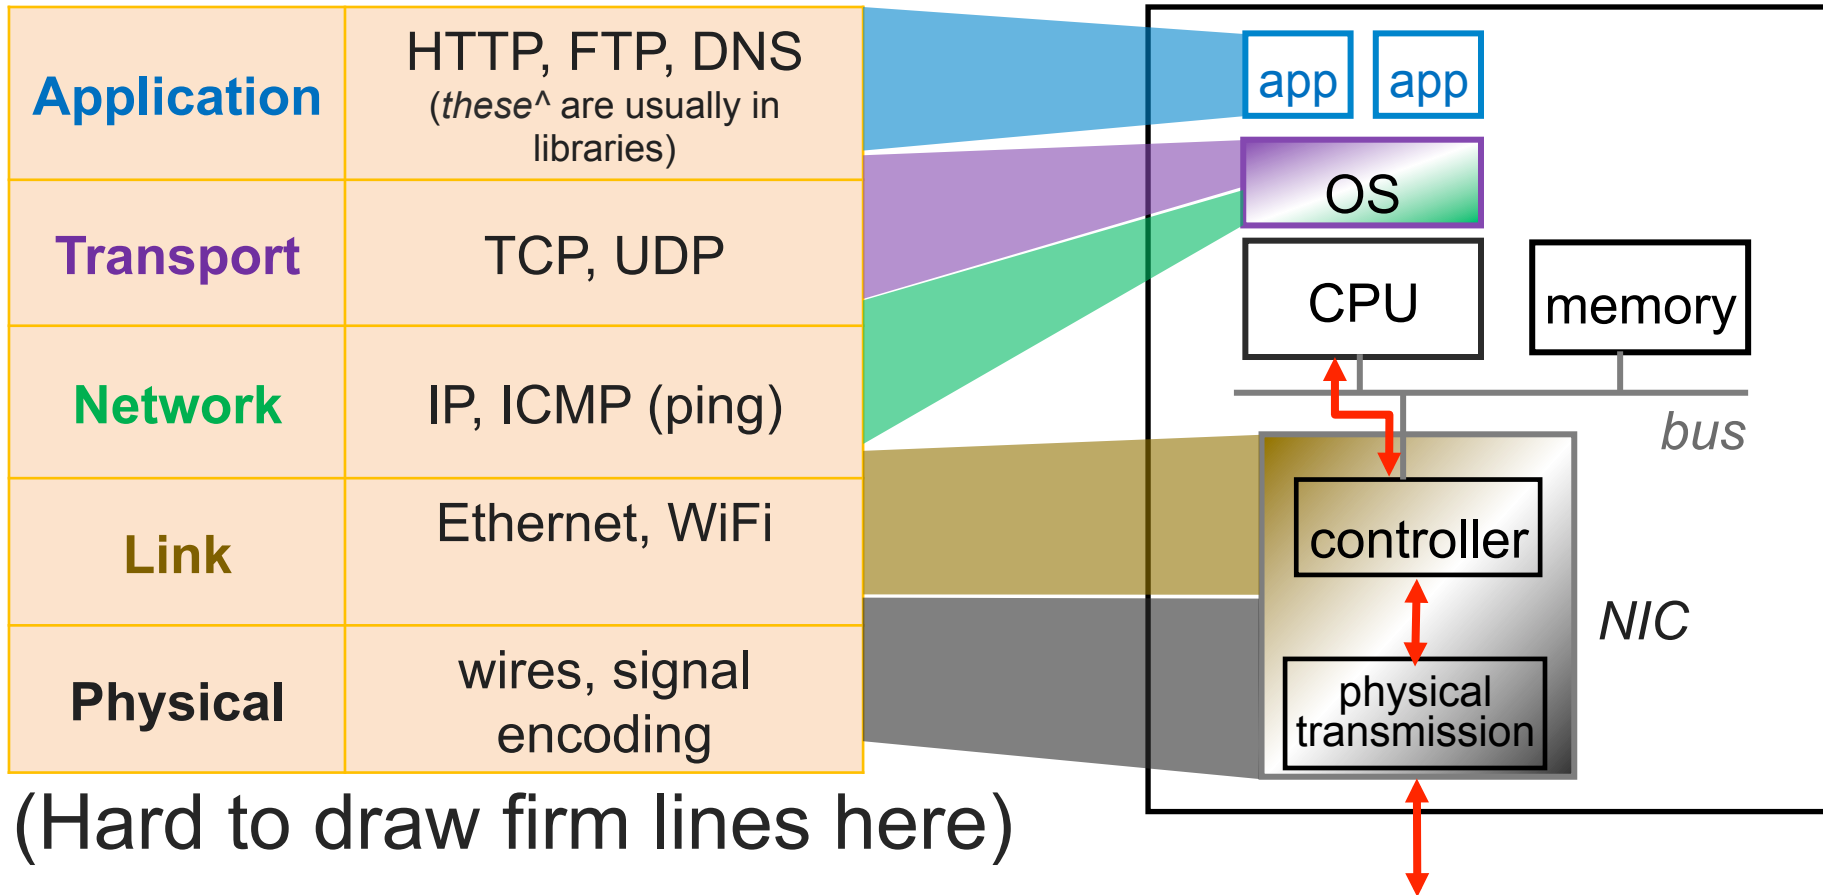 Application
HTTP, FTP, DNS
(these^ are usually in
libraries)
Transport
TCP, UDP
Network
IP, ICMP (ping)
Link
Ethernet, WiFi
Physical
wires, signal
encoding
(Hard to draw firm lines here)
app
app
OS
CPU
memory
bus
controller
NIC
physical
transmission